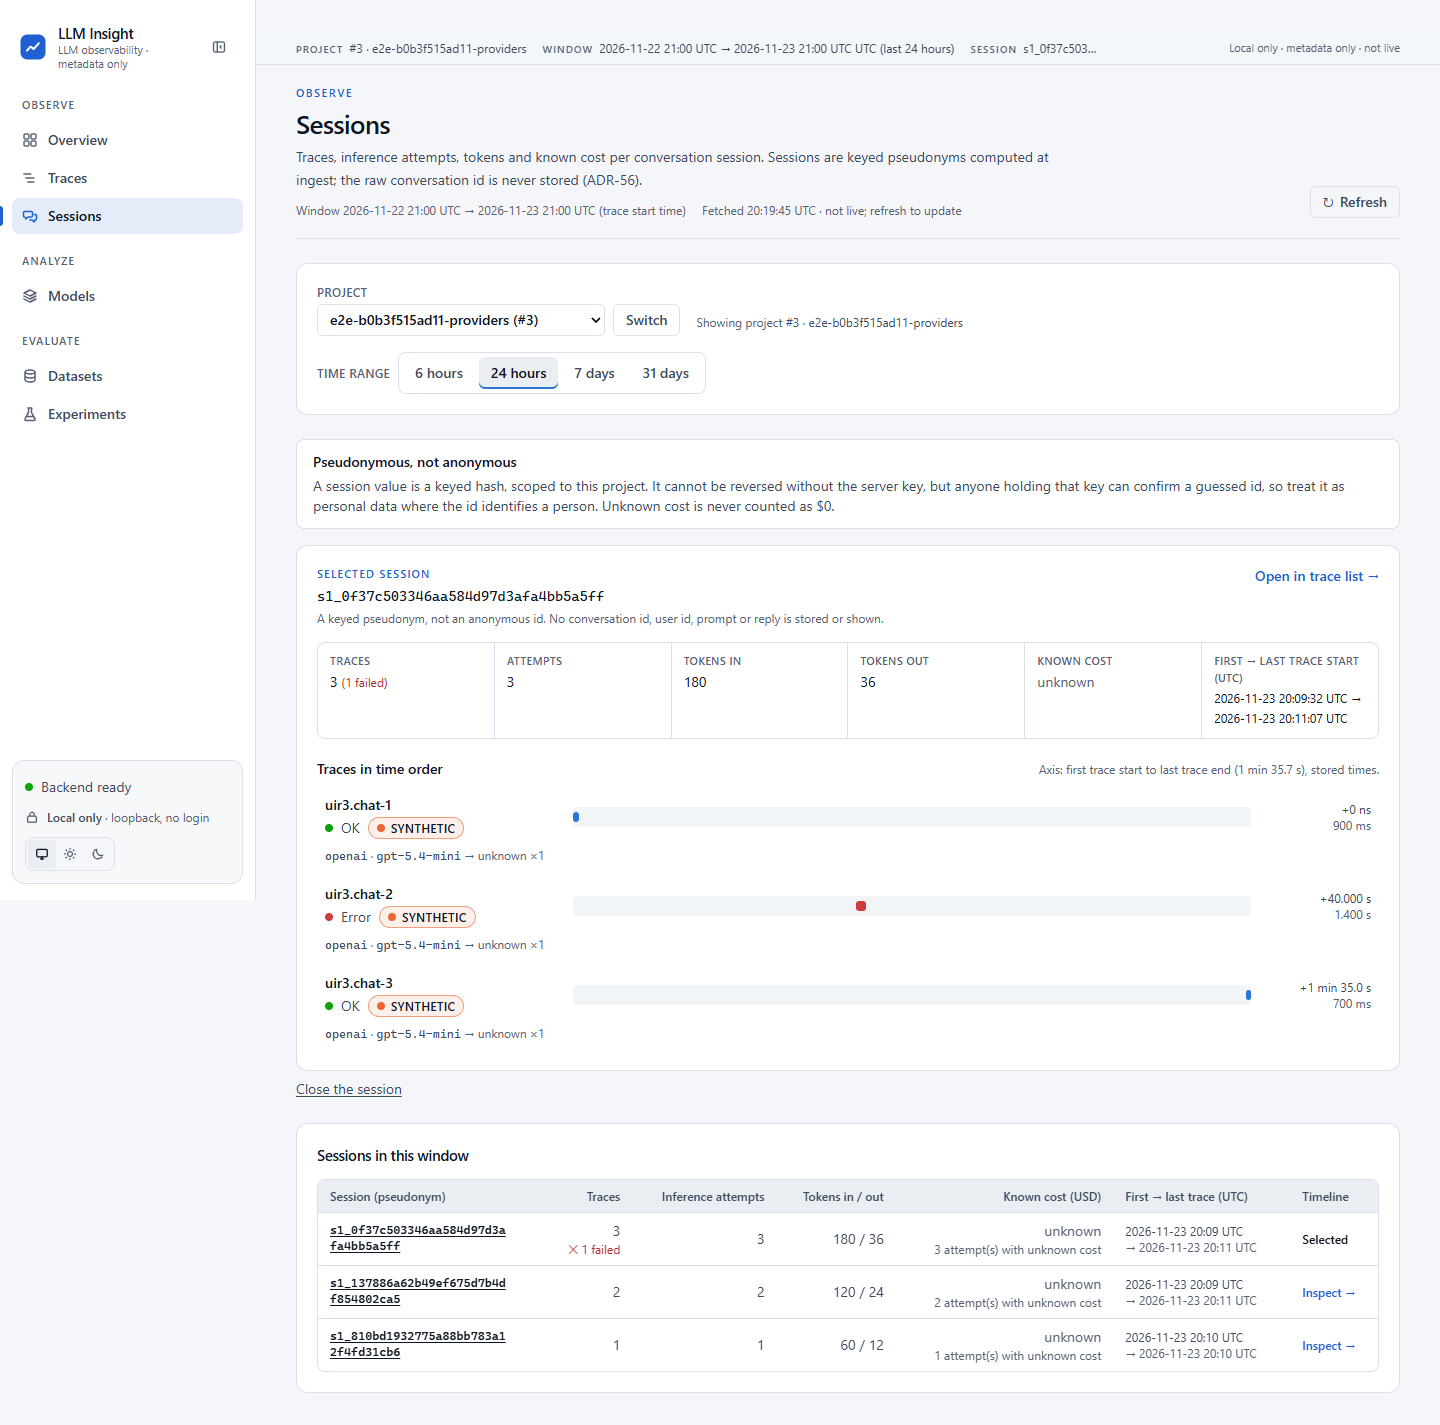 LLM Insight
LLM observability ·
metadata only
OBSERVE
Overview
Traces
Sessions
ANALYZE
Models
EVALUATE
Datasets
Experiments
Backend ready
Local only · loopback, no login
PROJECT #3 · e2e-b0b3f515ad11-providers WINDOW 2026-11-22 21:00 UTC → 2026-11-23 21:00 UTC UTC (last 24 hours) SESSION s1_0f37c503...
Local only · metadata only · not live
OBSERVE
Sessions
Traces, inference attempts, tokens and known cost per conversation session. Sessions are keyed pseudonyms computed at
ingest; the raw conversation id is never stored (ADR-56).
Window 2026-11-22 21:00 UTC → 2026-11-23 21:00 UTC (trace start time) Fetched 20:19:45 UTC · not live; refresh to update
↻ Refresh
PROJECT
e2e-b0b3f515ad11-providers (#3) Switch Showing project #3 · e2e-b0b3f515ad11-providers
TIME RANGE 6 hours 24 hours 7 days 31 days
Pseudonymous, not anonymous
A session value is a keyed hash, scoped to this project. It cannot be reversed without the server key, but anyone holding that key can confirm a guessed id, so treat it as
personal data where the id identifies a person. Unknown cost is never counted as $0.
SELECTED SESSION
Open in trace list →
s1_0f37c503346aa584d97d3afa4bb5a5ff
A keyed pseudonym, not an anonymous id. No conversation id, user id, prompt or reply is stored or shown.
TRACES
3 (1 failed)
ATTEMPTS
3
TOKENS IN
180
TOKENS OUT
36
KNOWN COST
unknown
FIRST → LAST TRACE START
(UTC)
2026-11-23 20:09:32 UTC →
2026-11-23 20:11:07 UTC
Traces in time order
Axis: first trace start to last trace end (1 min 35.7 s), stored times.
uir3.chat-1
OK SYNTHETIC
openai · gpt-5.4-mini → unknown ×1
+0 ns
900 ms
uir3.chat-2
Error SYNTHETIC
openai · gpt-5.4-mini → unknown ×1
+40.000 s
1.400 s
uir3.chat-3
OK SYNTHETIC
openai · gpt-5.4-mini → unknown ×1
+1 min 35.0 s
700 ms
Close the session
Sessions in this window
Session (pseudonym) Traces Inference attempts Tokens in / out Known cost (USD) First → last trace (UTC) Timeline
s1_0f37c503346aa584d97d3a
fa4bb5a5ff
3
× 1 failed
3
180 / 36
unknown
3 attempt(s) with unknown cost
2026-11-23 20:09 UTC
→ 2026-11-23 20:11 UTC
Selected
s1_137886a62b49ef675d7b4d
f854802ca5
2
2
120 / 24
unknown
2 attempt(s) with unknown cost
2026-11-23 20:09 UTC
→ 2026-11-23 20:11 UTC
Inspect →
s1_810bd1932775a88bb783a1
2f4fd31cb6
1
1
60 / 12
unknown
1 attempt(s) with unknown cost
2026-11-23 20:10 UTC
→ 2026-11-23 20:10 UTC
Inspect →